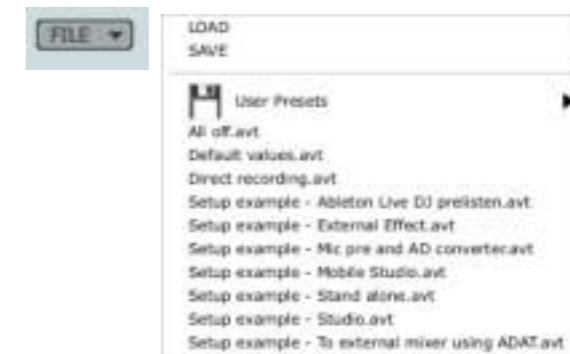 FILE
LOAD
SAVE
User Presets
All off.avt
Default values.avt
Direct recording.avt
Setup example - Ableton Live DJ prelisten.avt
Setup example - External Effect.avt
Setup example - Mic pre and AD converter.avt
Setup example - Mobile Studio.avt
Setup example - Stand alone.avt
Setup example - Studio.avt
Setup example - To external mixer using ADAT.avt